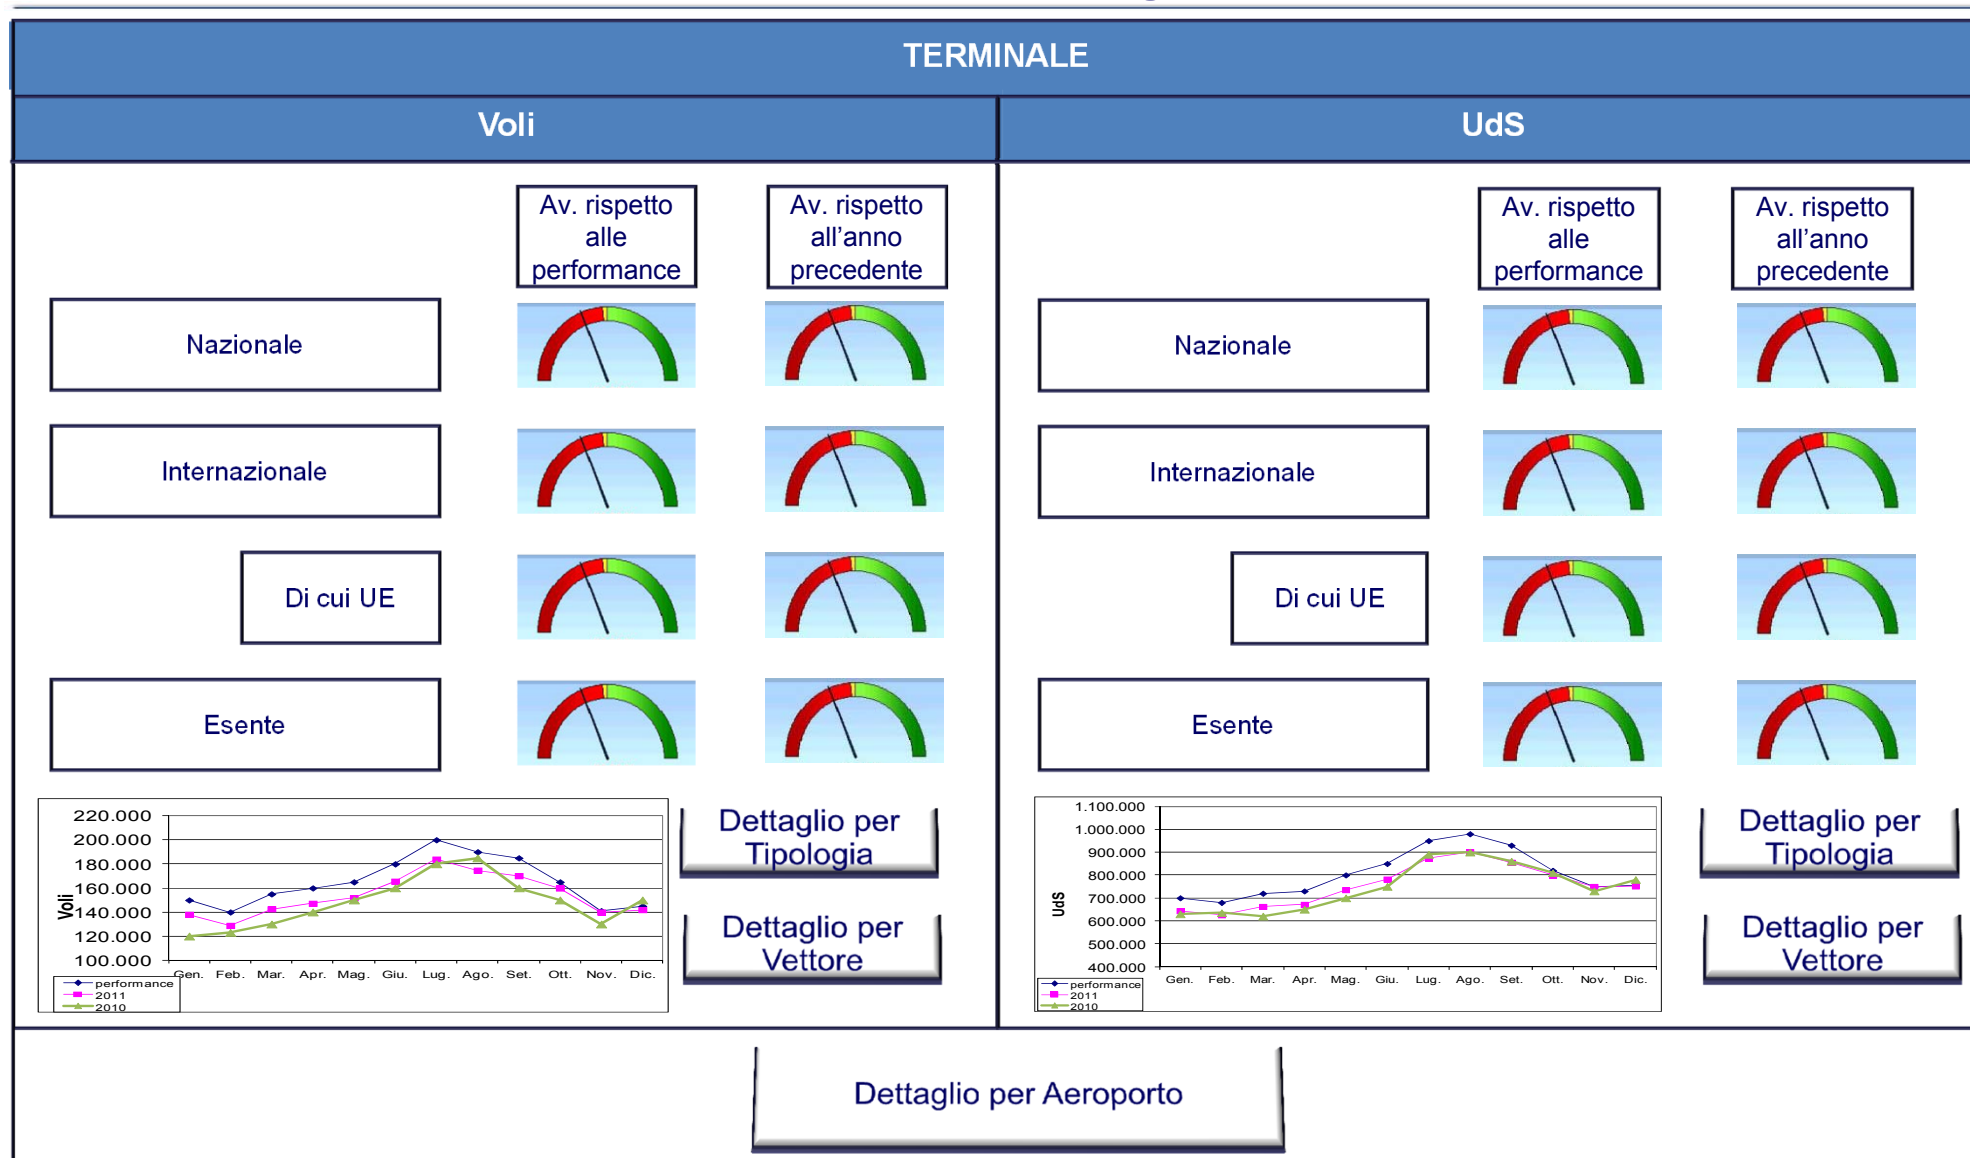 TERMINALE
Voli
UdS
Av. rispetto
alle
performance
Av. rispetto
all'anno
precedente
Av. rispetto
alle
performance
Av. rispetto
all'anno
precedente
Nazionale
Nazionale
Internazionale
Internazionale
Di cui UE
Di cui UE
Esente
Esente
220.000
200.000
180.000
160.000
140.000
120.000
100.000
Voli
Gen. Feb. Mar. Apr. Mag. Giu. Lug. Ago. Set. Ott. Nov. Dic.
performance
2011
2010
Dettaglio per
Tipologia
Dettaglio per
Vettore
1.100.000
1.000.000
900.000
800.000
700.000
600.000
500.000
400.000
UdS
Gen. Feb. Mar. Apr. Mag. Giu. Lug. Ago. Set. Ott. Nov. Dic.
performance
2011
2010
Dettaglio per
Tipologia
Dettaglio per
Vettore
Dettaglio per Aeroporto